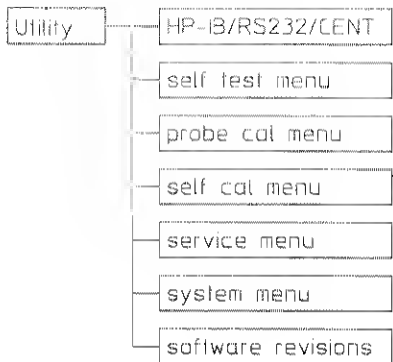 Utility
HP-IB/RS232/CENT
self test menu
probe cal menu
self cal menu
service menu
system menu
software revisions